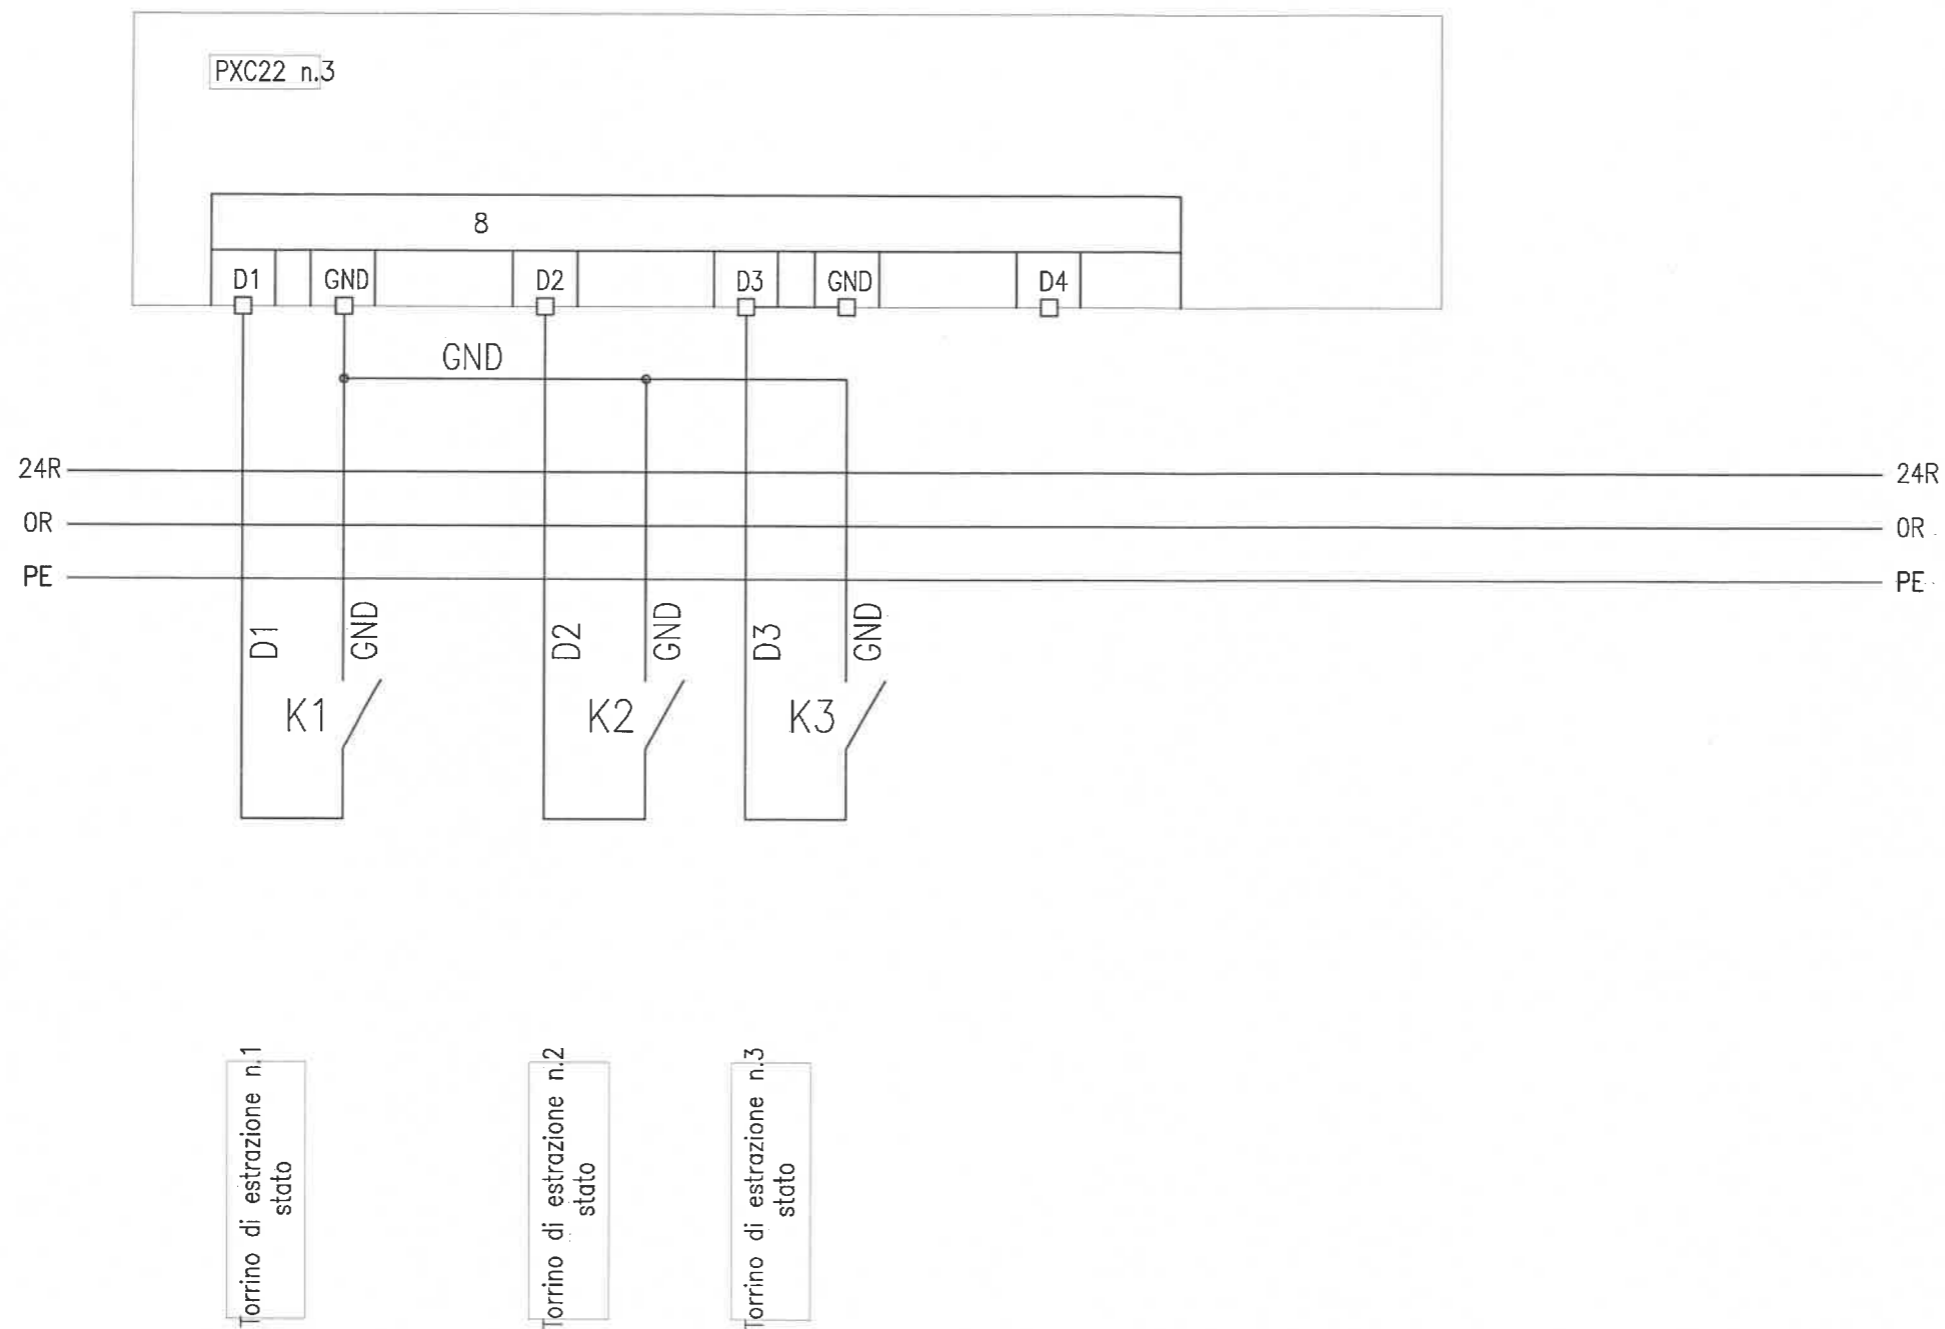 PXC22 n.3
8
D1 GND D2 D3 GND D4
GND
24R 24R
0R 0R
PE PE
D1 GND D2 GND D3 GND
K1 K2 K3
Torrino di estrazione n.1
stato
Torrino di estrazione n.2
stato
Torrino di estrazione n.3
stato